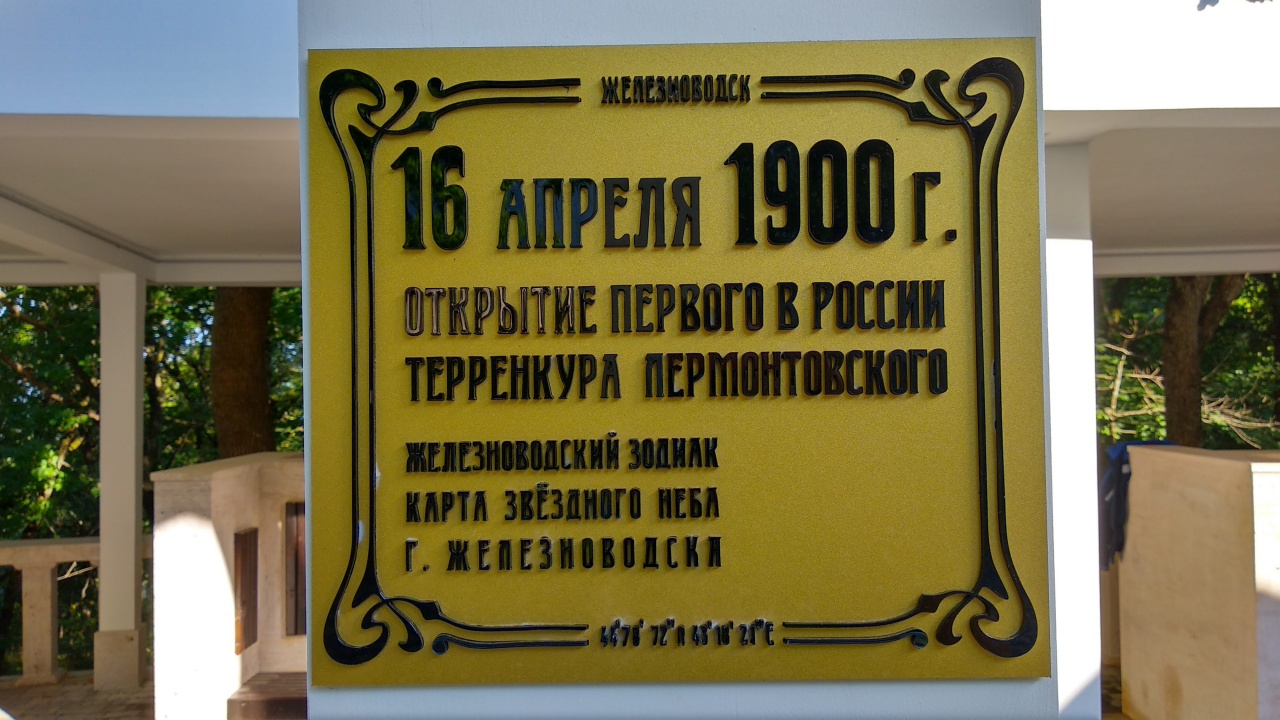 ЖЕЛЕЗНОВОДСК
16 АПРЕЛЯ 1900 Г.
ОТКРЫТИЕ ПЕРВОГО В РОССИИ
ТЕРРЕНКУРА ЛЕРМОНТОВСКОГО
ЖЕЛЕЗНОВОДСКИЙ ЗОДИАК
КАРТА ЗВЁЗДНОГО НЕБА
Г. ЖЕЛЕЗНОВОДСКА